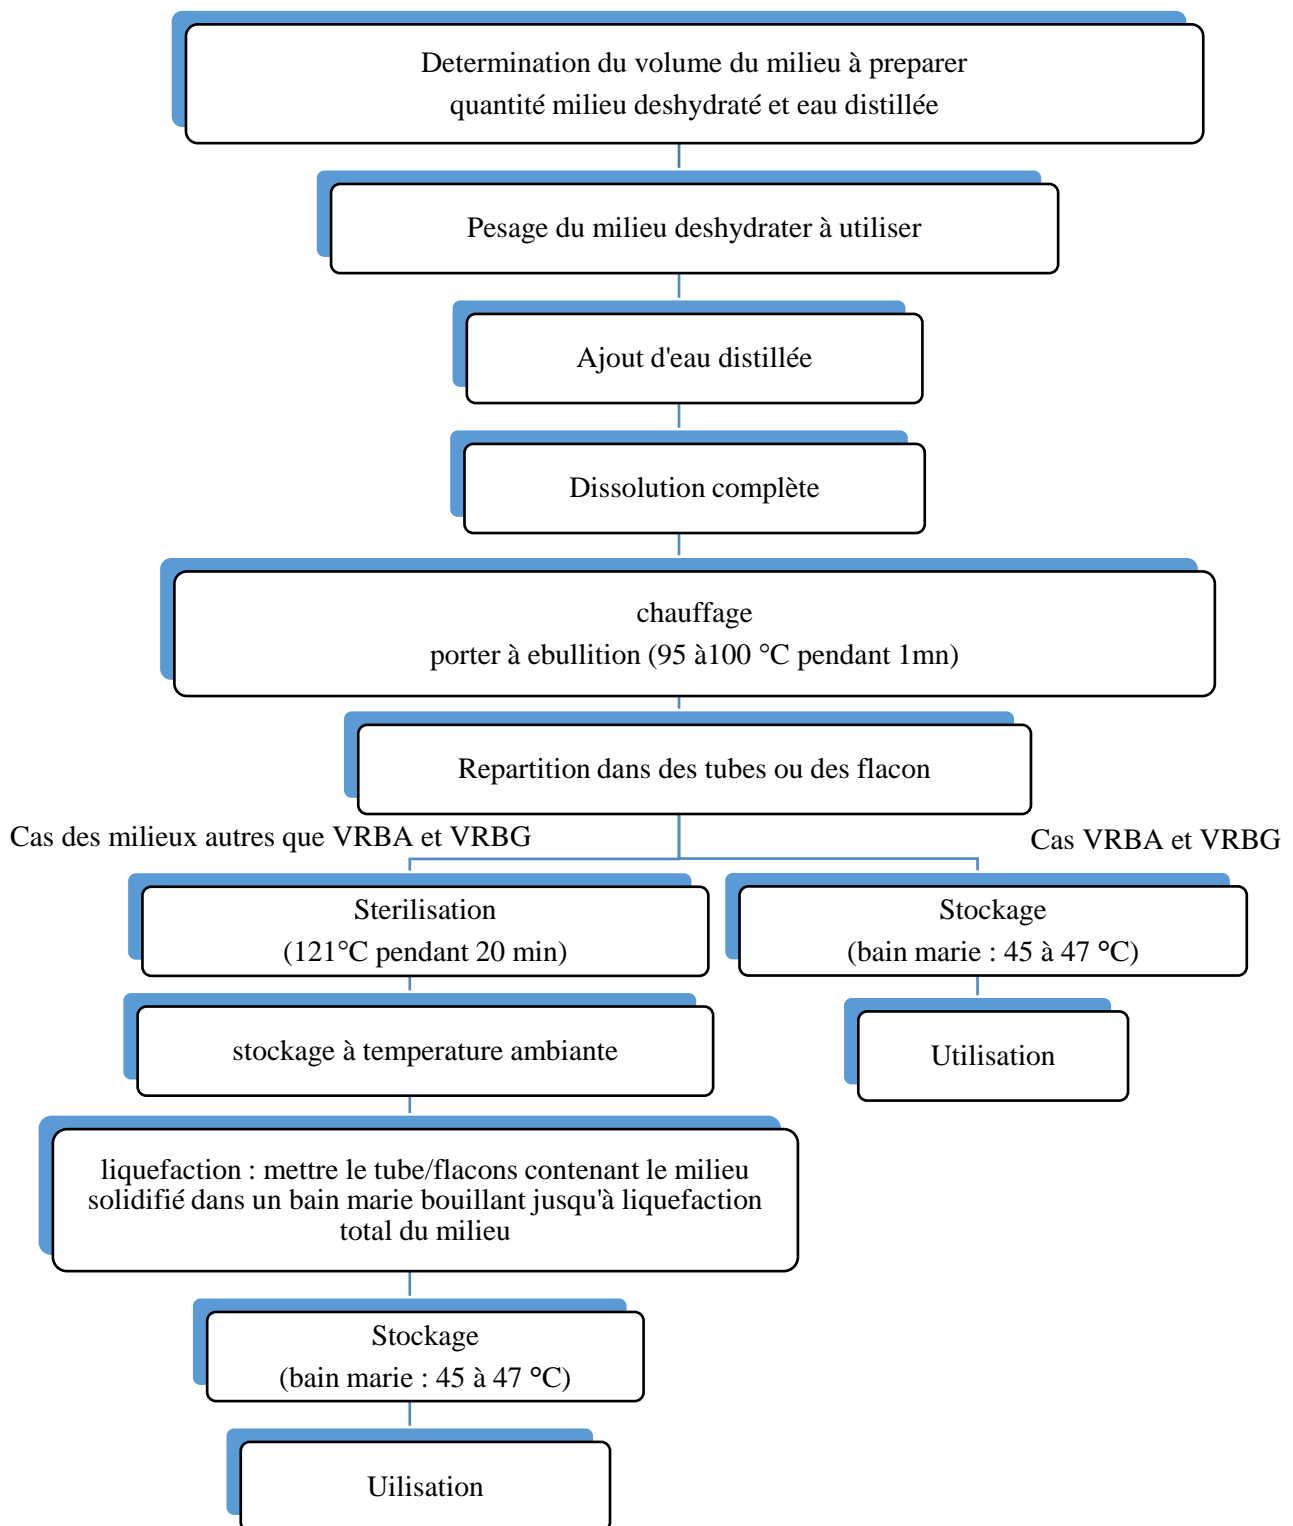 Determination du volume du milieu à preparer
quantité milieu deshydraté et eau distillée
Pesage du milieu deshydrater à utiliser
Ajout d'eau distillée
Dissolution complète
chauffage
porter à ebullition (95 à100 °C pendant 1mn)
Repartition dans des tubes ou des flacon
Cas des milieux autres que VRBA et VRBG
Cas VRBA et VRBG
Sterilisation
(121°C pendant 20 min)
Stockage
(bain marie : 45 à 47 °C)
stockage à temperature ambiante
Utilisation
liquefaction : mettre le tube/flacons contenant le milieu
solidifié dans un bain marie bouillant jusqu'à liquefaction
total du milieu
Stockage
(bain marie : 45 à 47 °C)
Uilisation